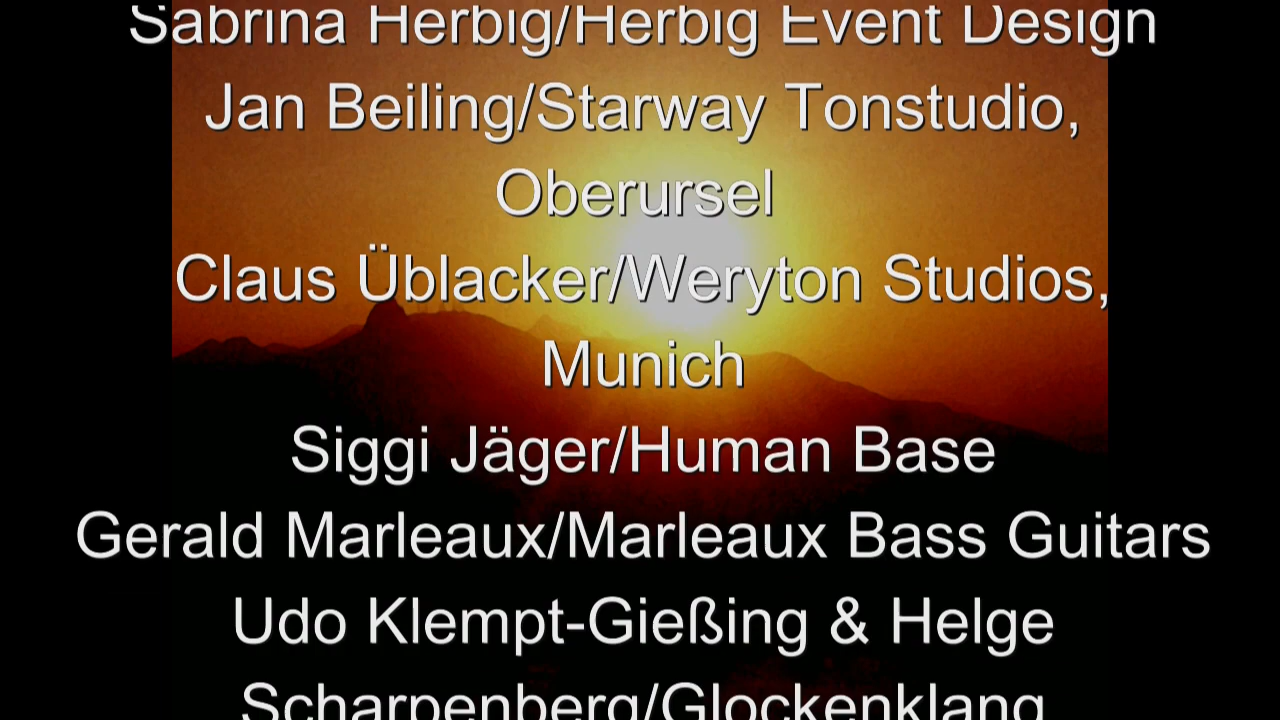 Sabrina Herbig/Herbig Event Design
Jan Beiling/Starway Tonstudio,
Oberursel
Claus Üblacker/Weryton Studios,
Munich
Siggi Jäger/Human Base
Gerald Marleaux/Marleaux Bass Guitars
Udo Klempt-Gießing & Helge
Scharpenberg/Glockenklang